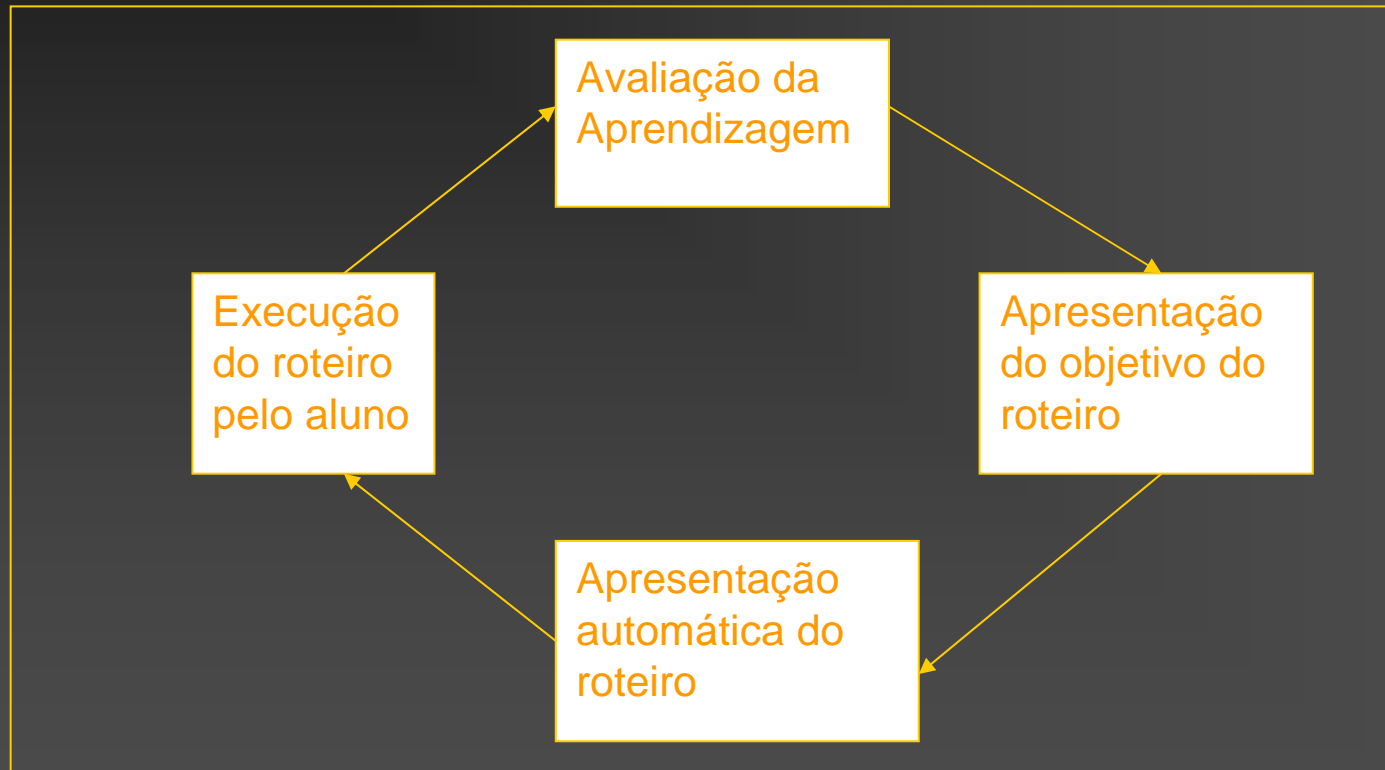 Avaliação da
Aprendizagem
Execução
do roteiro
pelo aluno
Apresentação
do objetivo do
roteiro
Apresentação
automática do
roteiro